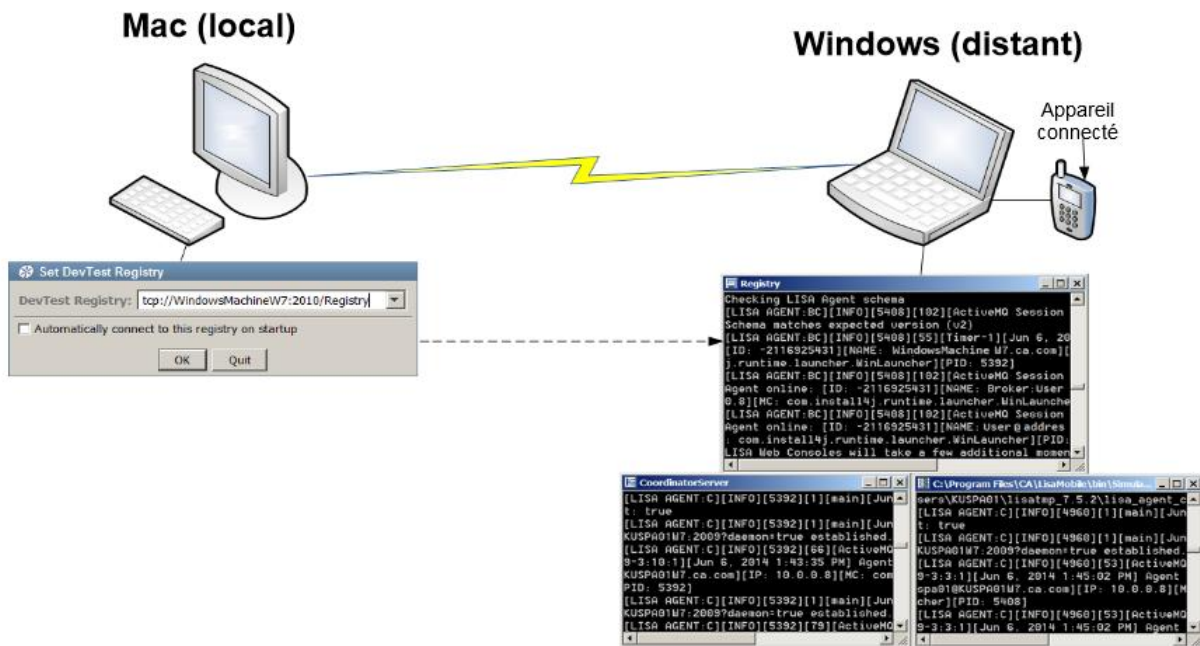 Mac (local)
Windows (distant)
Appareil
connecté
Set DevTest Registry
DevTest Registry: tcp://WindowsMachineW7:2010/Registry
Automatically connect to this registry on startup
OK Quit
Registry
Checking LISA Agent schema
[LISA AGENT:BC][INFO][5408][102][ActiveMQ Session
Schema matches expected version (v2)
[LISA AGENT:BC][INFO][5408][55][Timer-1][Jun 6, 20
[ID: -2116925431][NAME: WindowsMachine W7.ca.com][
j.runtime.launcher.WinLauncher][PID: 5392]
[LISA AGENT:BC][INFO][5408][102][ActiveMQ Session
Agent online: [ID: -2116925431][NAME: Broker:User
0.8][MC: com.install4j.runtime.launcher.WinLaunche
[LISA AGENT:BC][INFO][5408][102][ActiveMQ Session
Agent online: [ID: -2116925431][NAME: User@addres
: com.install4j.runtime.launcher.WinLauncher][PID:
LISA Web Consoles will take a few additional momen
CoordinatorServer
[LISA AGENT:C][INFO][5392][1][main][Jun
t: true
[LISA AGENT:C][INFO][5392][1][main][Jun
KUSPA01W7:2009?daemon=true established.
[LISA AGENT:C][INFO][5392][66][ActiveMQ
9-3:10:1][Jun 6, 2014 1:43:35 PM] Agent
KUSPA01W7.ca.com][IP: 10.0.0.8][MC: com
PID: 5392]
[LISA AGENT:C][INFO][5392][1][main][Jun
KUSPA01W7:2009?daemon=true established.
[LISA AGENT:C][INFO][5392][79][ActiveMQ
C:\Program Files\CA\LisaMobile\bin\Simula...
sers\KUSPA01\lisatmp_7.5.2\lisa_agent_c
[LISA AGENT:C][INFO][4960][1][main][Jun
t: true
[LISA AGENT:C][INFO][4960][1][main][Jun
KUSPA01W7:2009?daemon=true established.
[LISA AGENT:C][INFO][4960][53][ActiveMQ
9-3:3:1][Jun 6, 2014 1:45:02 PM] Agent
spa01@KUSPA01W7.ca.com][IP: 10.0.0.8][M
cher][PID: 5408]
[LISA AGENT:C][INFO][4960][53][ActiveMQ
9-3:3:1][Jun 6, 2014 1:45:02 PM] Agent